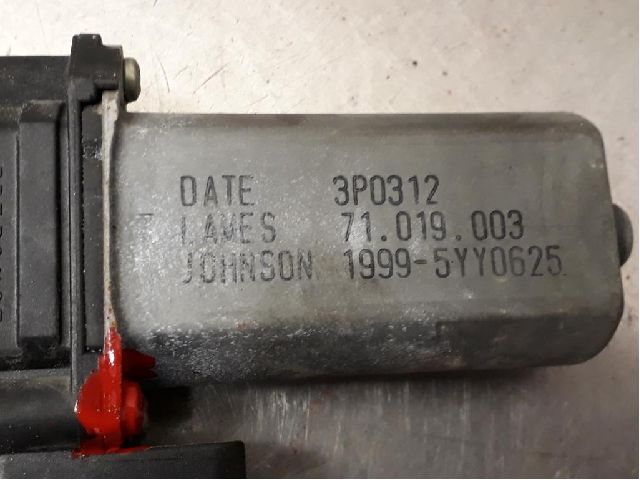 DATE 3P0312
T LAMES 71.019.003
JOHNSON 1999-5YY0625